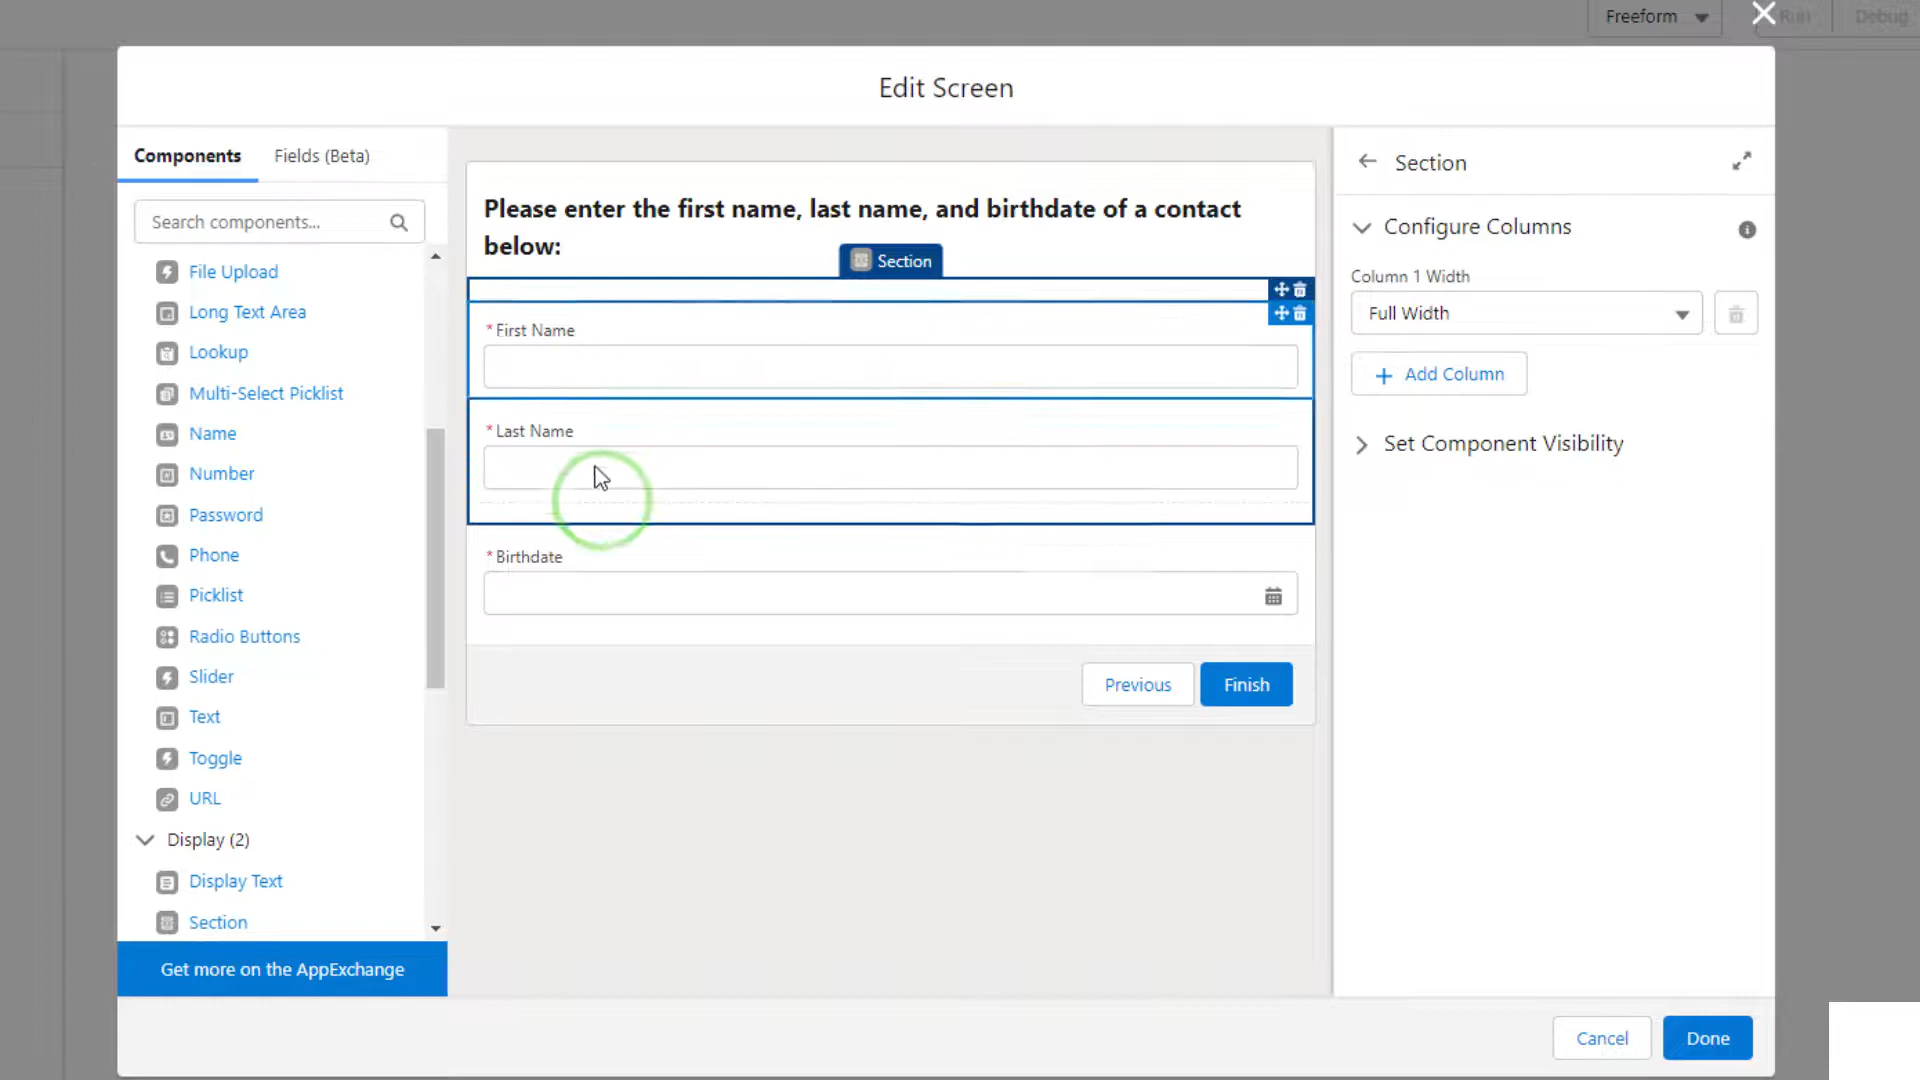 Freeform
Run
Debug
Edit Screen
Components
Fields (Beta)
Search components...
File Upload
Long Text Area
Lookup
Multi-Select Picklist
Name
Number
Password
Phone
Picklist
Radio Buttons
Slider
Text
Toggle
URL
Display (2)
Display Text
Section
Get more on the AppExchange
Please enter the first name, last name, and birthdate of a contact
below:
Section
*First Name
*Last Name
*Birthdate
Previous
Finish
Section
Configure Columns
Column 1 Width
Full Width
Add Column
Set Component Visibility
Cancel
Done